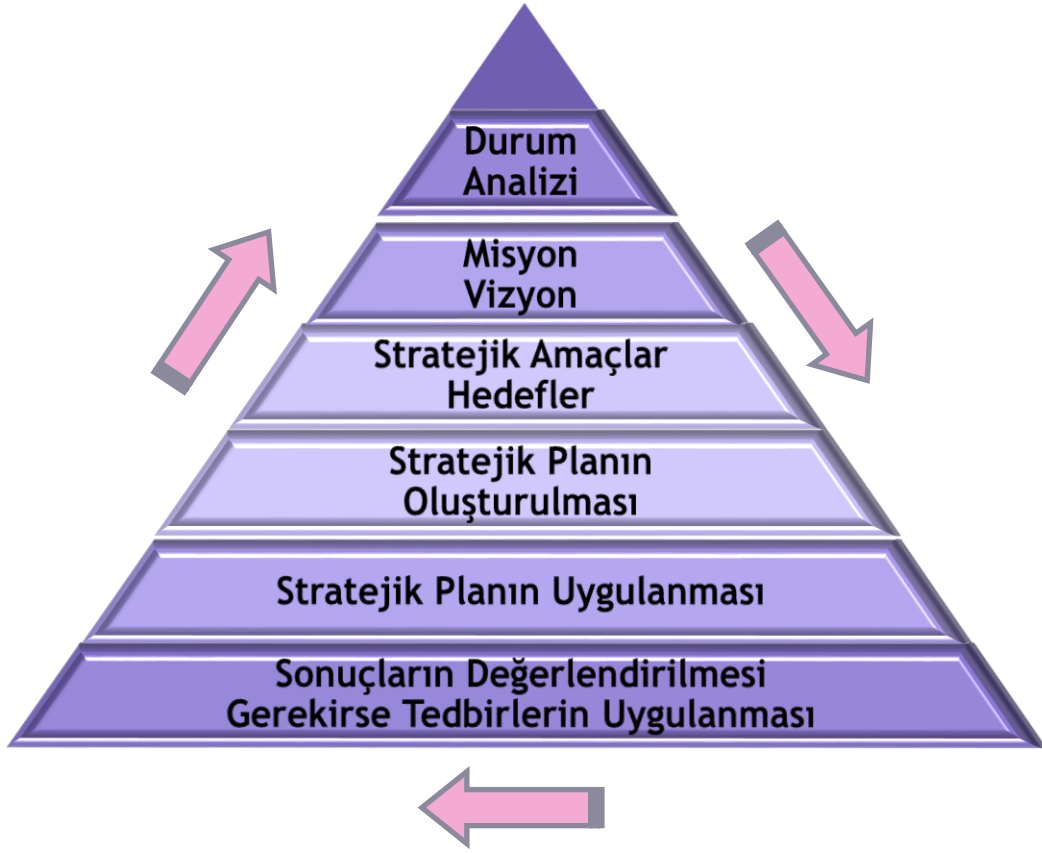 Durum
Analizi
Misyon
Vizyon
Stratejik Amaçlar
Hedefler
Stratejik Planın
Oluşturulması
Stratejik Planın Uygulanması
Sonuçların Değerlendirilmesi
Gerekirse Tedbirlerin Uygulanması